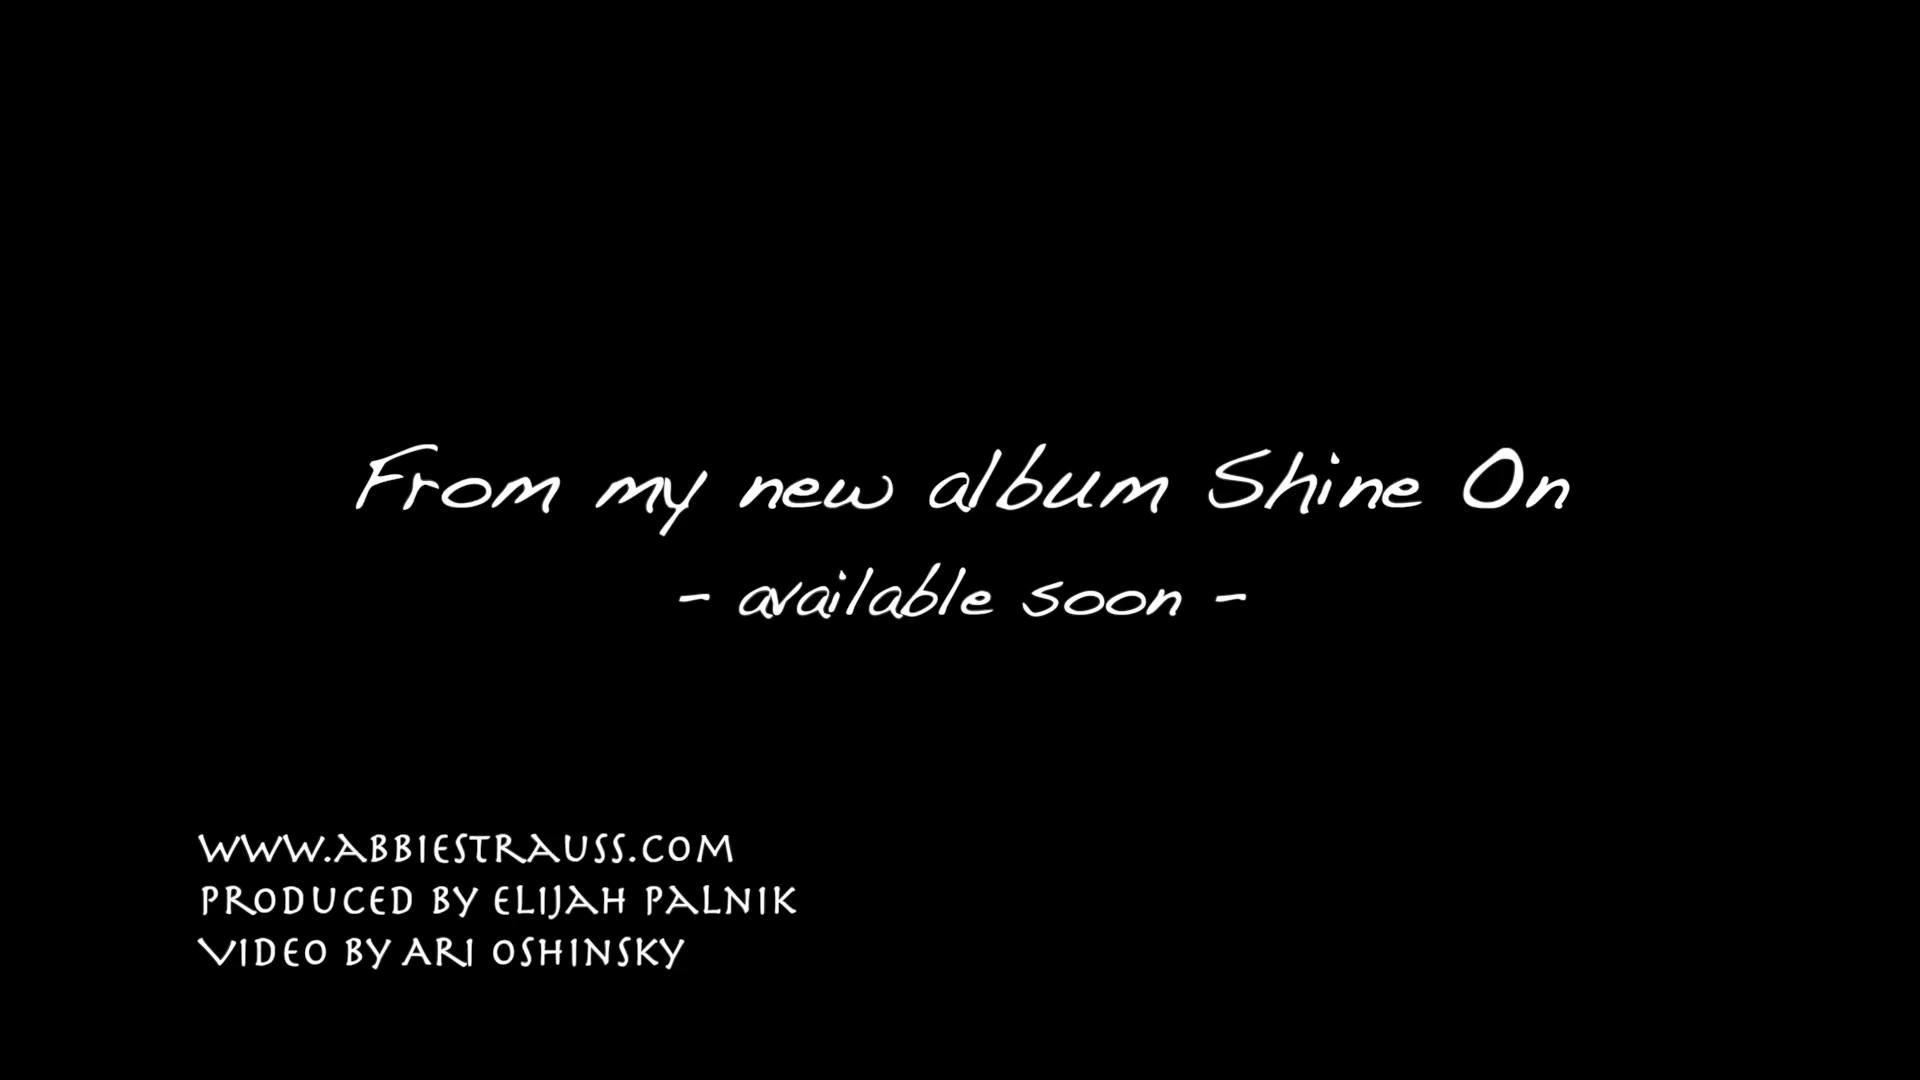 From my new album Shine On
- available soon -
www.abbiestrauss.com
Produced by Elijah Palnik
Video by Ari Oshinsky